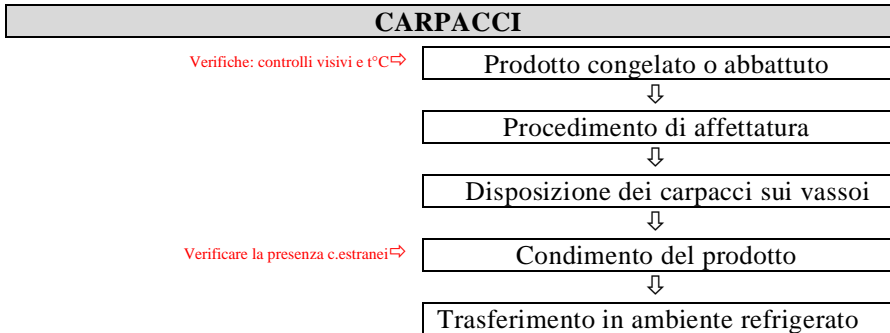 CARPACCI
Verifiche: controlli visivi e t°C⇨ Prodotto congelato o abbattuto
⇩
Procedimento di affettatura
⇩
Disposizione dei carpacci sui vassoi
⇩
Verificare la presenza c.estranei⇨ Condimento del prodotto
⇩
Trasferimento in ambiente refrigerato